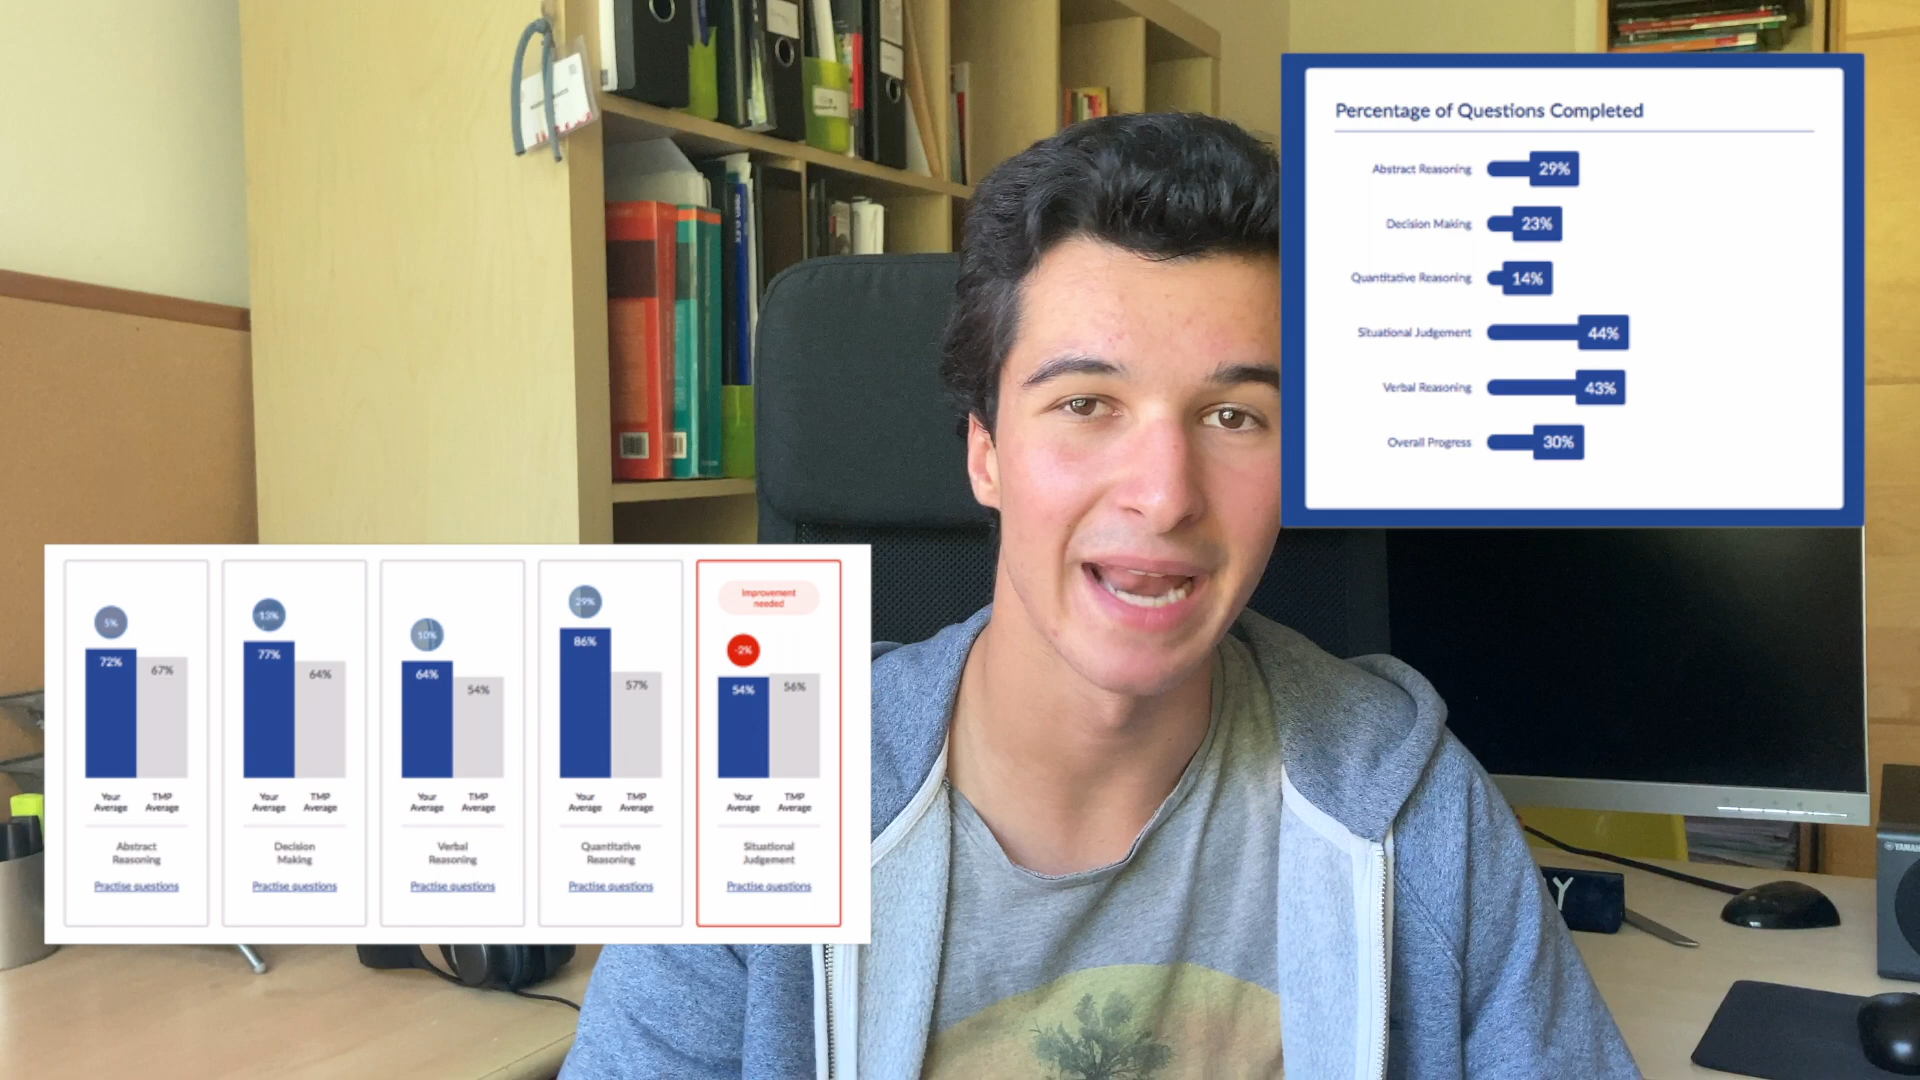 Percentage of Questions Completed
Abstract Reasoning 29%
Decision Making 23%
Quantitative Reasoning 14%
Situational Judgement 44%
Verbal Reasoning 43%
Overall Progress 30%
5%
72% 67%
Your Average TMP Average
Abstract
Reasoning
Practise questions
13%
77% 64%
Your Average TMP Average
Decision
Making
Practise questions
10%
64% 54%
Your Average TMP Average
Verbal
Reasoning
Practise questions
29%
86% 57%
Your Average TMP Average
Quantitative
Reasoning
Practise questions
Improvement
needed
-2%
54% 56%
Your Average TMP Average
Situational
Judgement
Practise questions
Y